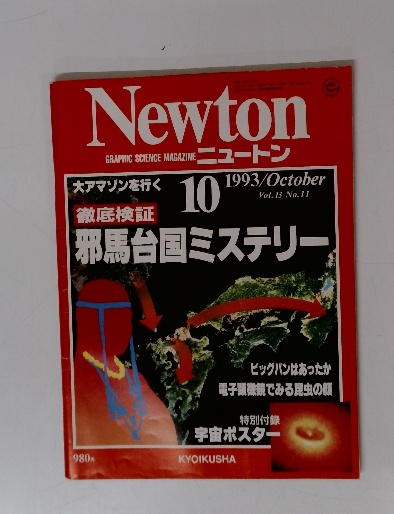 Newton
GRAPHIC SCIENCE MAGAZINE ニュートン
大アマゾンを行く
10
1993/October
Vol.13 No.11
徹底検証
邪馬台国ミステリー
ビッグバンはあったか
電子顕微鏡でみる昆虫の顔
特別付録
宇宙ポスター
980円
KYOIKUSHA